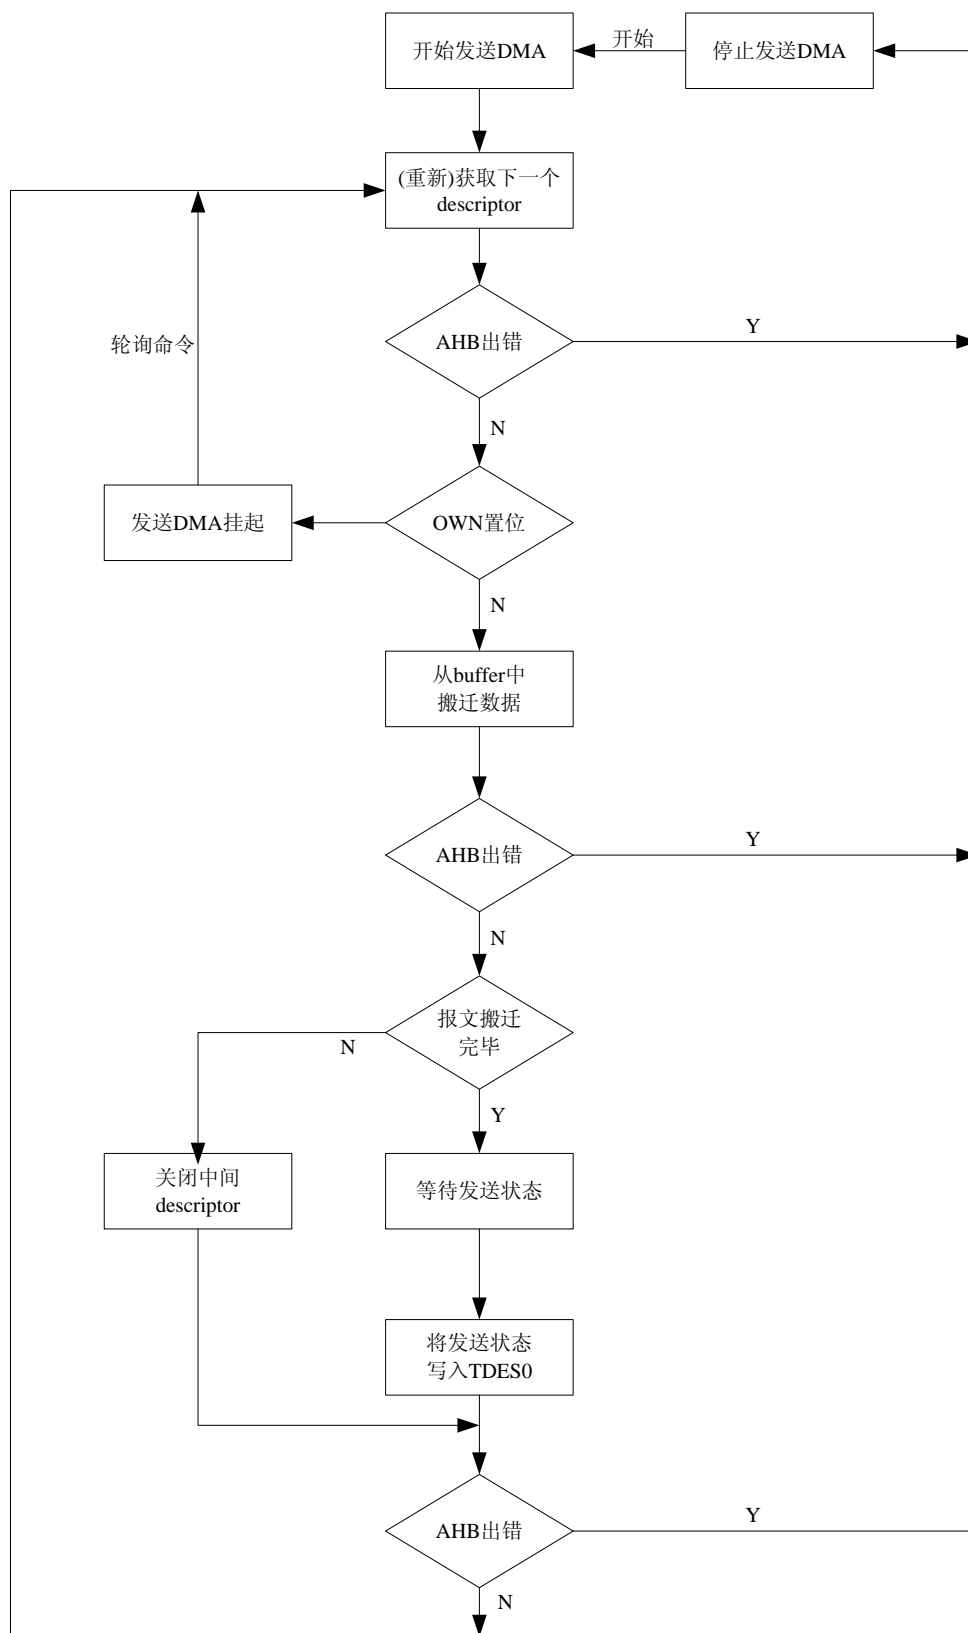 开始发送DMA
开始
停止发送DMA
(重新)获取下一个
descriptor
AHB出错
Y
轮询命令
N
发送DMA挂起
OWN置位
N
从buffer中
搬迁数据
AHB出错
Y
N
报文搬迁
完毕
N
Y
关闭中间
descriptor
等待发送状态
将发送状态
写入TDES0
AHB出错
Y
N